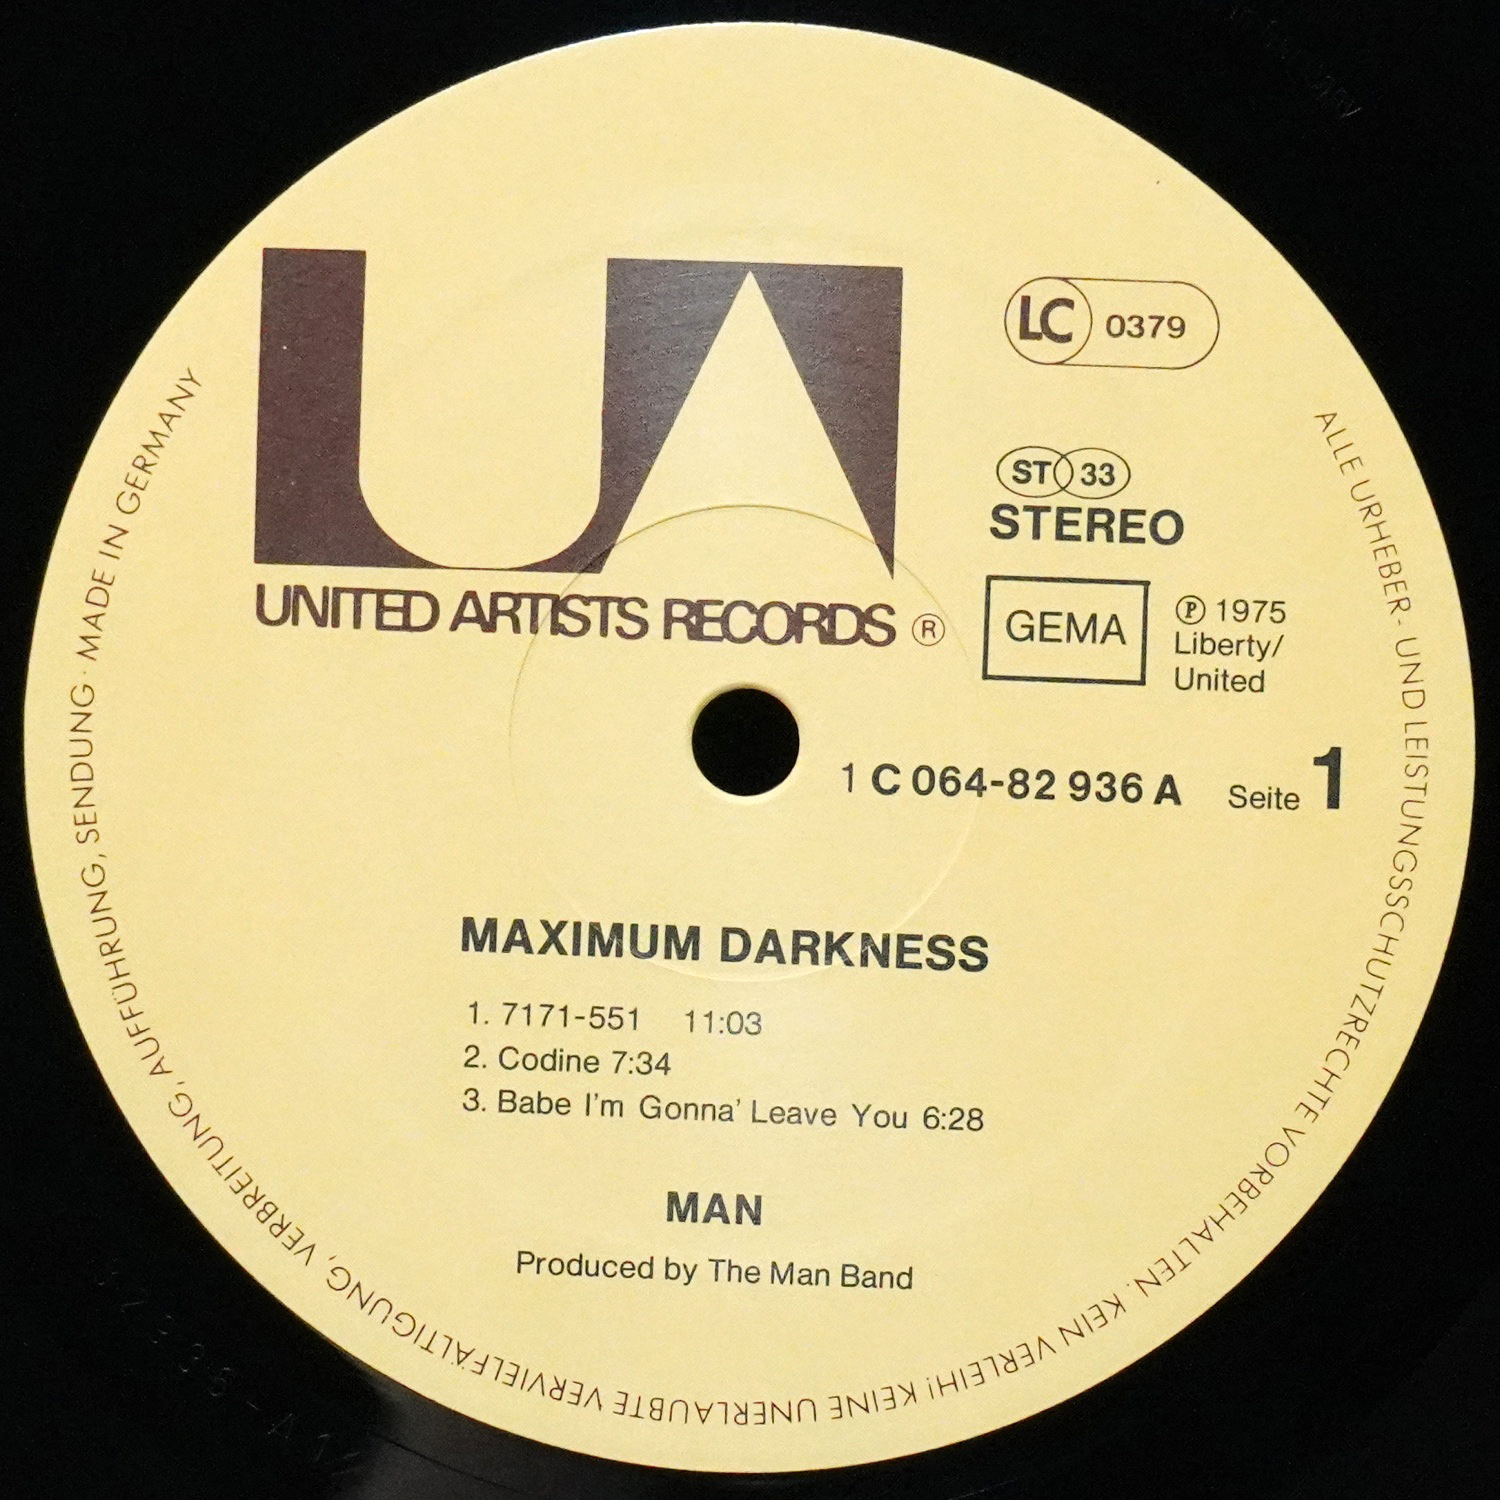 UA
UNITED ARTISTS RECORDS ®
LC 0379
ST 33
STEREO
GEMA
Ⓟ 1975
Liberty/
United
1 C 064-82 936 A Seite 1
MAXIMUM DARKNESS
1. 7171-551 11:03
2. Codine 7:34
3. Babe I'm Gonna' Leave You 6:28
MAN
Produced by The Man Band
ALLE URHEBER- UND LEISTUNGSSCHUTZRECHTE VORBEHALTEN. KEIN VERLEIH! KEINE UNERLAUBTE VERVIELFÄLTIGUNG, VERBREITUNG, AUFFÜHRUNG, SENDUNG · MADE IN GERMANY